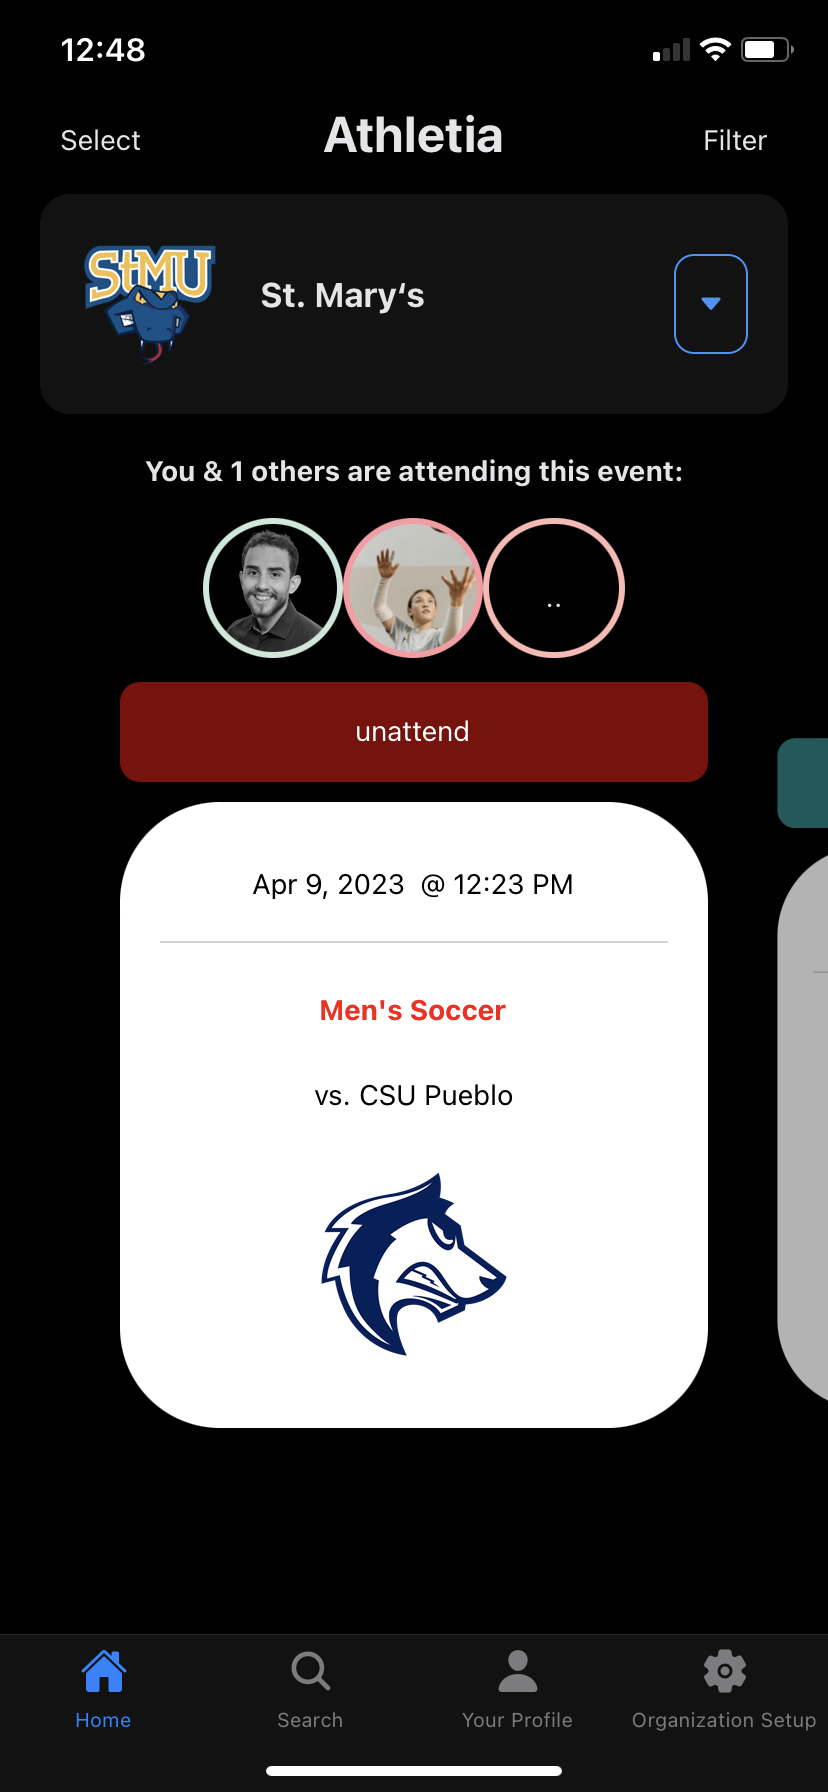 12:48
Select
Athletia
Filter
StMU
St. Mary‘s
You & 1 others are attending this event:
..
unattend
Apr 9, 2023  @ 12:23 PM
Men's Soccer
vs. CSU Pueblo
Home
Search
Your Profile
Organization Setup